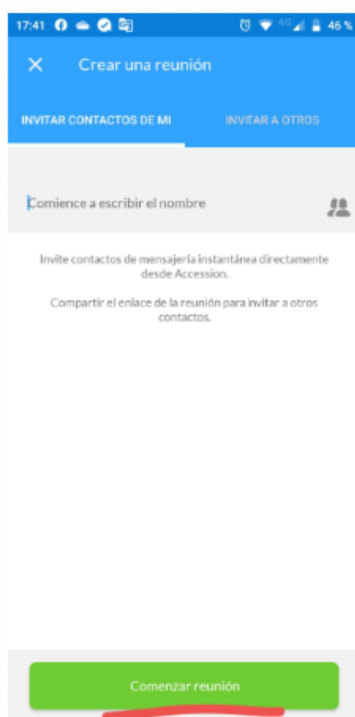 17:41 46 %
Crear una reunión
INVITAR CONTACTOS DE MI INVITAR A OTROS
Comience a escribir el nombre
Invite contactos de mensajería instantánea directamente
desde Accession.
Compartir el enlace de la reunión para invitar a otros
contactos.
Comenzar reunión